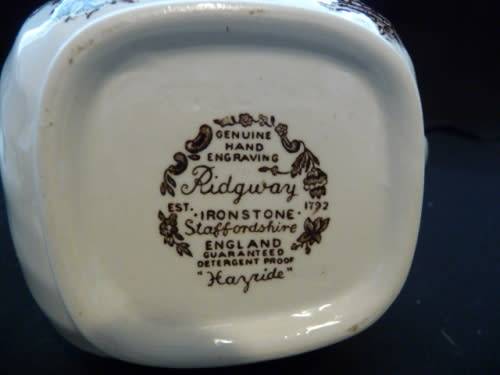 GENUINE
HAND
ENGRAVING
Ridgway
EST. 1792
·IRONSTONE·
Staffordshire
ENGLAND
GUARANTEED
DETERGENT PROOF
"Hayride"